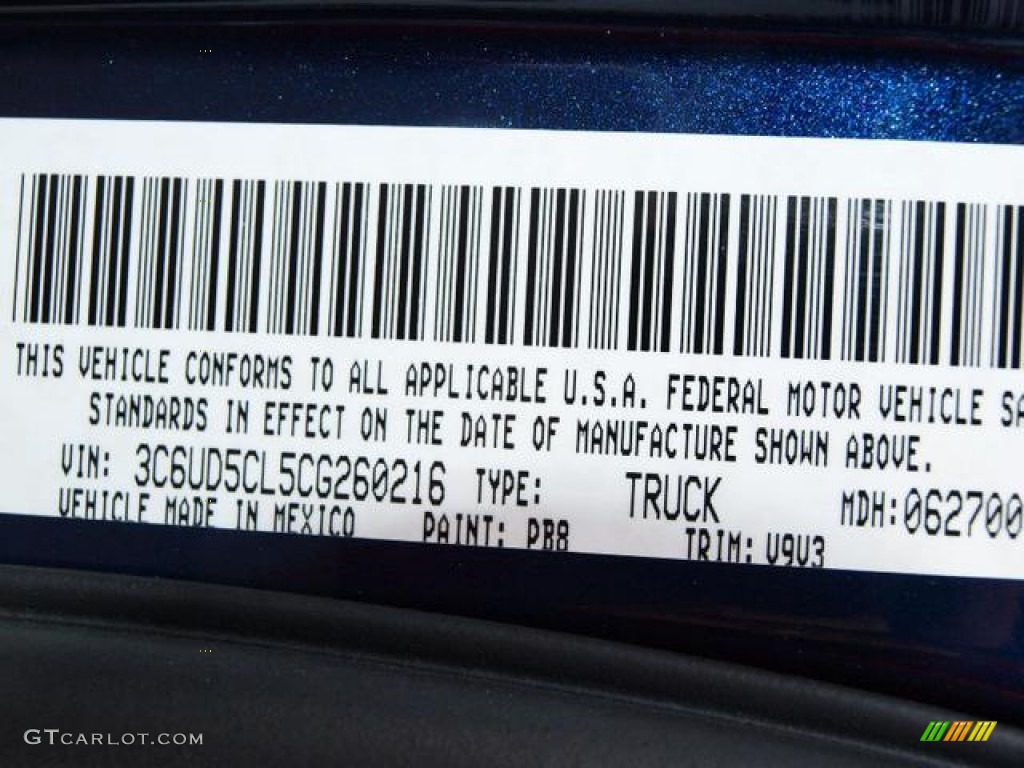 THIS VEHICLE CONFORMS TO ALL APPLICABLE U.S.A. FEDERAL MOTOR VEHICLE SA
STANDARDS IN EFFECT ON THE DATE OF MANUFACTURE SHOWN ABOVE.
VIN: 3C6UD5CL5CG260216 TYPE: TRUCK MDH:062700
VEHICLE MADE IN MEXICO PAINT: PB8 TRIM: V9V3
GTCARLOT.COM